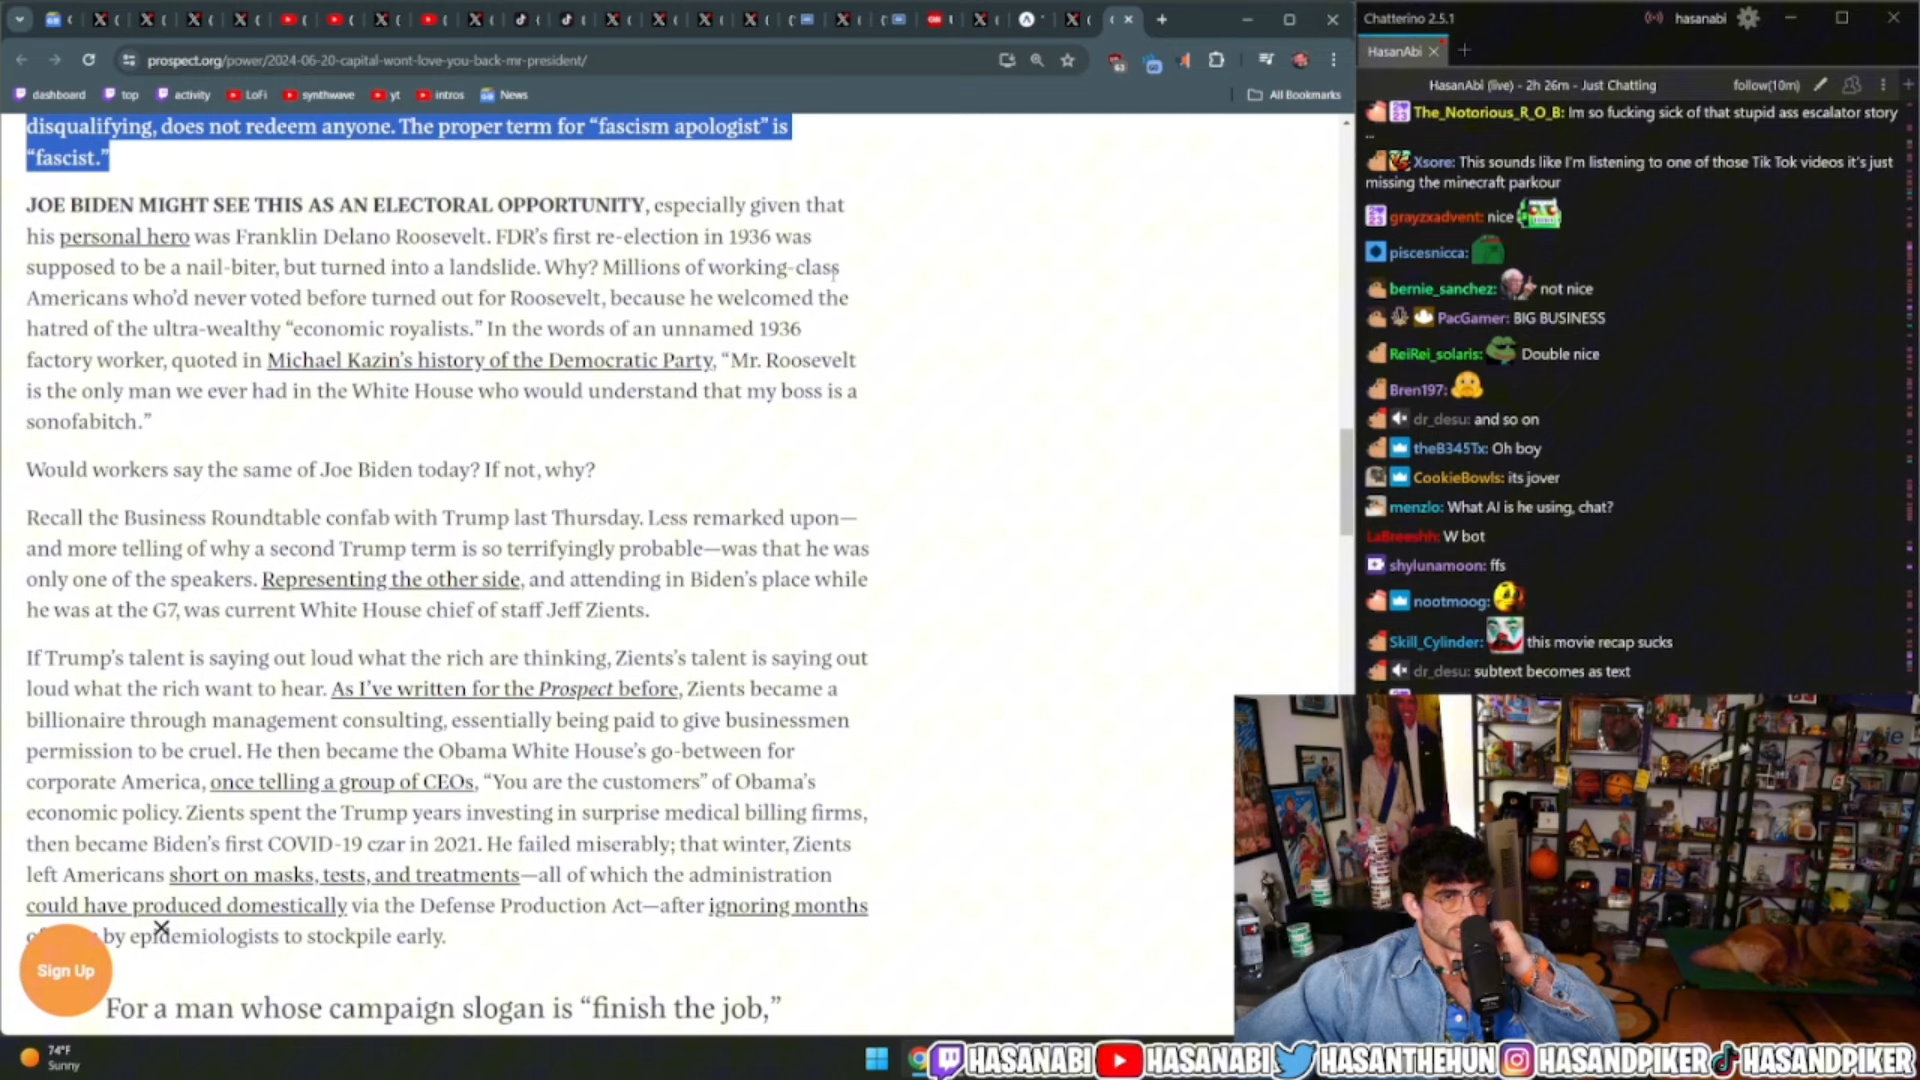 prospect.org/power/2024-06-20-capital-wont-love-you-back-mr-president/
dashboard top activity LoFi synthwave yt intros News All Bookmarks
disqualifying, does not redeem anyone. The proper term for “fascism apologist” is
“fascist.”
JOE BIDEN MIGHT SEE THIS AS AN ELECTORAL OPPORTUNITY, especially given that
his personal hero was Franklin Delano Roosevelt. FDR’s first re-election in 1936 was
supposed to be a nail-biter, but turned into a landslide. Why? Millions of working-class
Americans who’d never voted before turned out for Roosevelt, because he welcomed the
hatred of the ultra-wealthy “economic royalists.” In the words of an unnamed 1936
factory worker, quoted in Michael Kazin’s history of the Democratic Party, “Mr. Roosevelt
is the only man we ever had in the White House who would understand that my boss is a
sonofabitch.”
Would workers say the same of Joe Biden today? If not, why?
Recall the Business Roundtable confab with Trump last Thursday. Less remarked upon—
and more telling of why a second Trump term is so terrifyingly probable—was that he was
only one of the speakers. Representing the other side, and attending in Biden’s place while
he was at the G7, was current White House chief of staff Jeff Zients.
If Trump’s talent is saying out loud what the rich are thinking, Zients’s talent is saying out
loud what the rich want to hear. As I’ve written for the Prospect before, Zients became a
billionaire through management consulting, essentially being paid to give businessmen
permission to be cruel. He then became the Obama White House’s go-between for
corporate America, once telling a group of CEOs, “You are the customers” of Obama’s
economic policy. Zients spent the Trump years investing in surprise medical billing firms,
then became Biden’s first COVID-19 czar in 2021. He failed miserably; that winter, Zients
left Americans short on masks, tests, and treatments—all of which the administration
could have produced domestically via the Defense Production Act—after ignoring months
by epidemiologists to stockpile early.
Sign Up
For a man whose campaign slogan is “finish the job,”
74°F
Sunny
Chatterino 2.5.1 hasanabi
HasanAbi
HasanAbi (live) - 2h 26m - Just Chatting follow(10m)
The_Notorious_R_O_B: Im so fucking sick of that stupid ass escalator story
...
Xsore: This sounds like I'm listening to one of those Tik Tok videos it's just
missing the minecraft parkour
grayzxadvent: nice
piscesnicca:
bernie_sanchez: not nice
PacGamer: BIG BUSINESS
ReiRei_solaris: Double nice
Bren197:
dr_desu: and so on
theB345Tx: Oh boy
CookieBowls: its jover
menzlo: What AI is he using, chat?
LaBreeshh: W bot
shylunamoon: ffs
nootmoog:
Skill_Cylinder: this movie recap sucks
dr_desu: subtext becomes as text
HASANABI HASANABI HASANTHEHUN HASANDPIKER HASANDPIKER